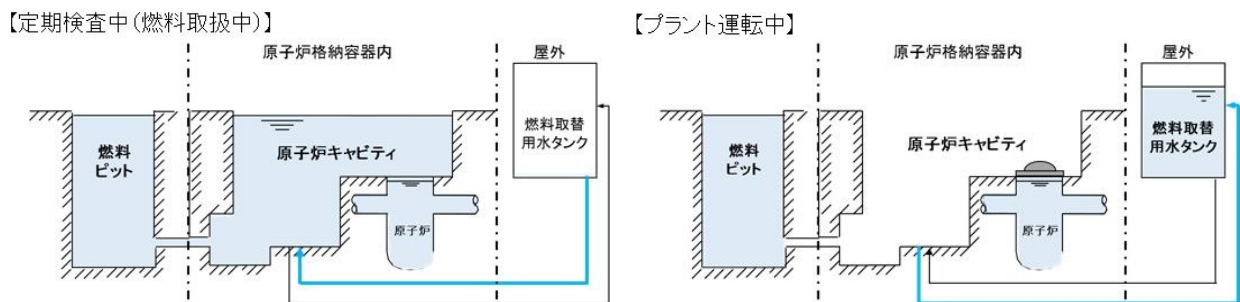 【定期検査中(燃料取扱中)】
原子炉格納容器内
屋外
燃料
ピット
原子炉キャビティ
燃料取替
用水タンク
原子炉
【プラント運転中】
原子炉格納容器内
屋外
燃料
ピット
原子炉キャビティ
燃料取替
用水タンク
原子炉